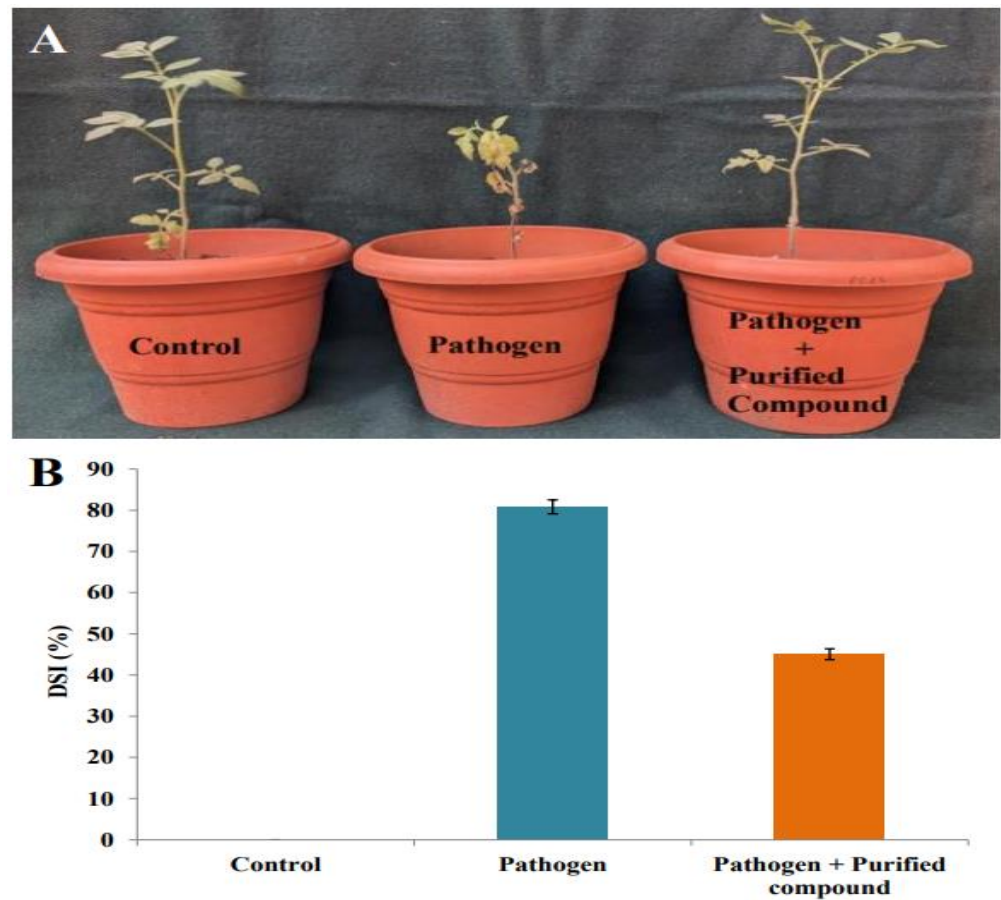 A
Control
Pathogen
Pathogen
+
Purified
Compound
B
90
80
70
60
50
40
30
20
10
0
DSI (%)
Control
Pathogen
Pathogen + Purified
compound